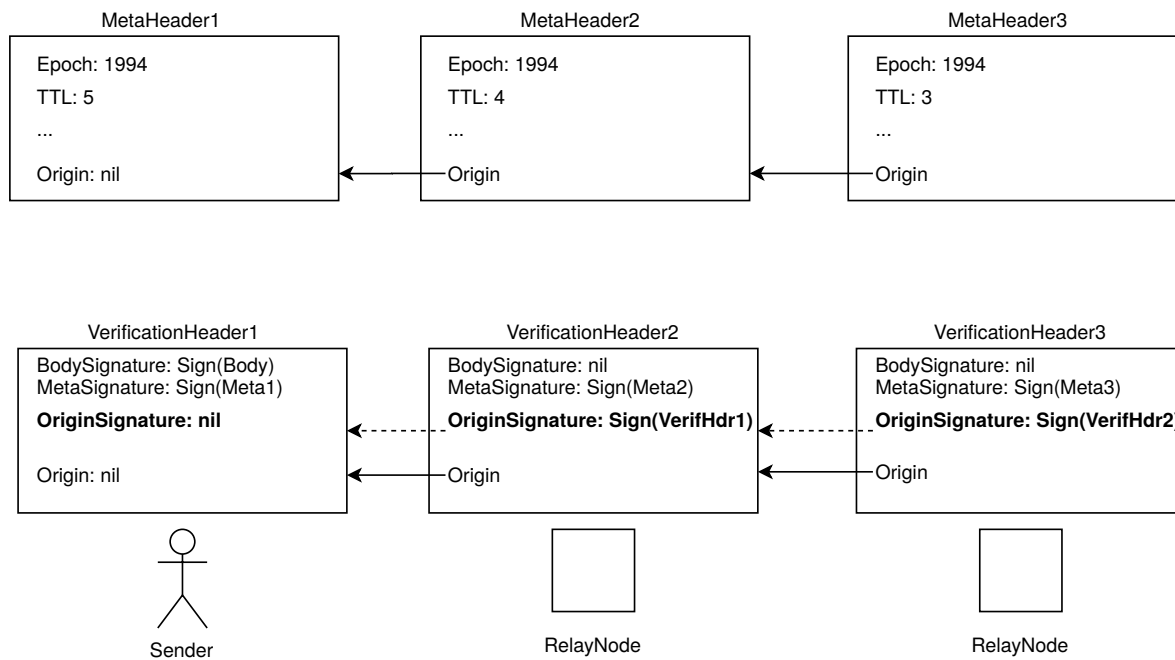 MetaHeader1
Epoch: 1994
TTL: 5
...
Origin: nil
MetaHeader2
Epoch: 1994
TTL: 4
...
Origin
MetaHeader3
Epoch: 1994
TTL: 3
...
Origin
VerificationHeader1
BodySignature: Sign(Body)
MetaSignature: Sign(Meta1)
OriginSignature: nil
Origin: nil
Sender
VerificationHeader2
BodySignature: nil
MetaSignature: Sign(Meta2)
OriginSignature: Sign(VerifHdr1)
Origin
RelayNode
VerificationHeader3
BodySignature: nil
MetaSignature: Sign(Meta3)
OriginSignature: Sign(VerifHdr2)
Origin
RelayNode